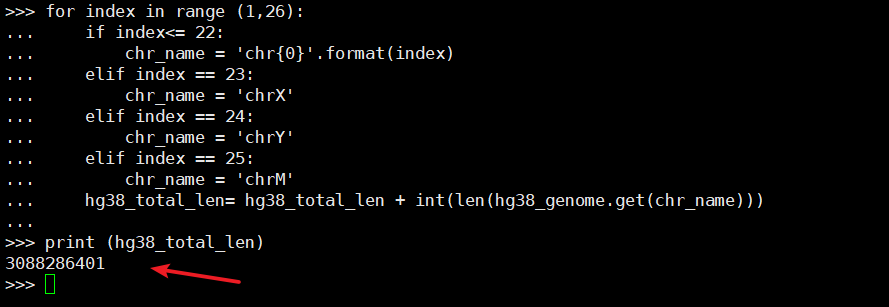 >>> for index in range (1,26):
...     if index<= 22:
...         chr_name = 'chr{0}'.format(index)
...     elif index == 23:
...         chr_name = 'chrX'
...     elif index == 24:
...         chr_name = 'chrY'
...     elif index == 25:
...         chr_name = 'chrM'
...     hg38_total_len= hg38_total_len + int(len(hg38_genome.get(chr_name)))
...
>>> print (hg38_total_len)
3088286401
>>>